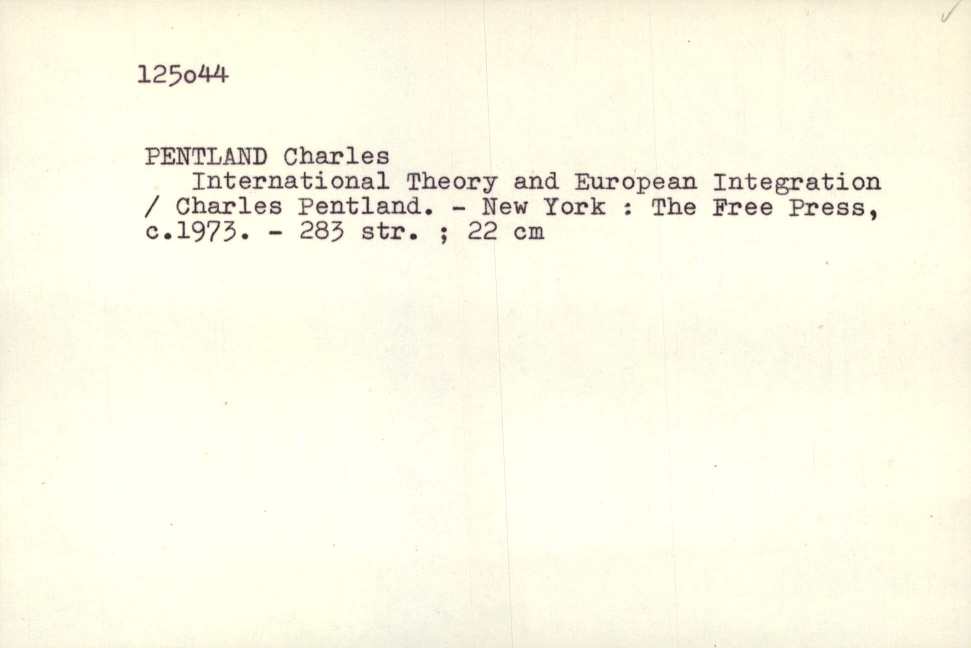 125o44
PENTLAND Charles
International Theory and European Integration
/ Charles Pentland. - New York : The Free Press,
c.1973. - 283 str. ; 22 cm